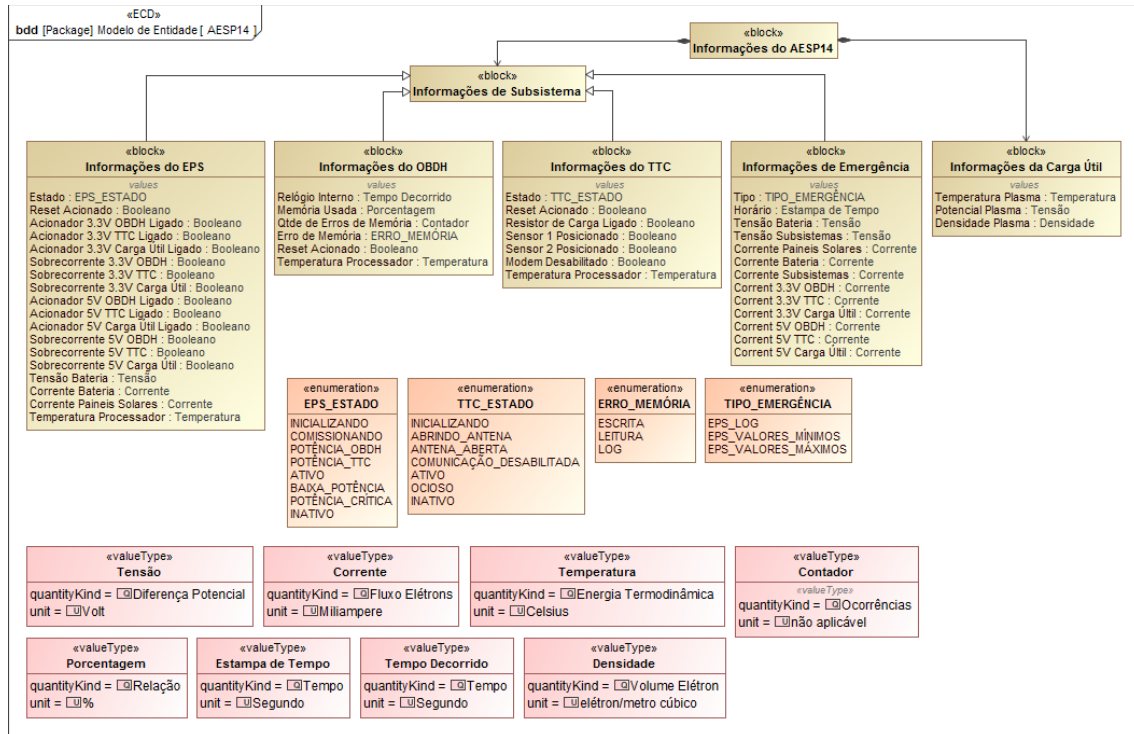 «ECD»
bdd [Package] Modelo de Entidade[ AESP14 ]
«block»
Informações do AESP14
«block»
Informações de Subsistema
«block»
Informações do EPS
values
Estado : EPS_ESTADO
Reset Acionado : Booleano
Acionador 3.3V OBDH Ligado : Booleano
Acionador 3.3V TTC Ligado : Booleano
Acionador 3.3V Carga Útil Ligado : Booleano
Sobrecorrente 3.3V OBDH : Booleano
Sobrecorrente 3.3V TTC : Booleano
Sobrecorrente 3.3V Carga Útil : Booleano
Acionador 5V OBDH Ligado : Booleano
Acionador 5V TTC Ligado : Booleano
Acionador 5V Carga Útil Ligado : Booleano
Sobrecorrente 5V OBDH : Booleano
Sobrecorrente 5V TTC : Booleano
Sobrecorrente 5V Carga Útil : Booleano
Tensão Bateria : Tensão
Corrente Bateria : Corrente
Corrente Paineis Solares : Corrente
Temperatura Processador : Temperatura
«block»
Informações do OBDH
values
Relógio Interno : Tempo Decorrido
Memória Usada : Porcentagem
Qtde de Erros de Memória : Contador
Erro de Memória : ERRO_MEMÓRIA
Reset Acionado : Booleano
Temperatura Processador : Temperatura
«block»
Informações do TTC
values
Estado : TTC_ESTADO
Reset Acionado : Booleano
Resistor de Carga Ligado : Booleano
Sensor 1 Posicionado : Booleano
Sensor 2 Posicionado : Booleano
Modem Desabilitado : Booleano
Temperatura Processador : Temperatura
«block»
Informações de Emergência
values
Tipo : TIPO_EMERGÊNCIA
Horário : Estampa de Tempo
Tensão Bateria : Tensão
Tensão Subsistemas : Tensão
Corrente Paineis Solares : Corrente
Corrente Bateria : Corrente
Corrente Subsistemas : Corrente
Corrent 3.3V OBDH : Corrente
Corrent 3.3V TTC : Corrente
Corrent 3.3V Carga Últil : Corrente
Corrent 5V OBDH : Corrente
Corrent 5V TTC : Corrente
Corrent 5V Carga Últil : Corrente
«block»
Informações da Carga Útil
values
Temperatura Plasma : Temperatura
Potencial Plasma : Tensão
Densidade Plasma : Densidade
«enumeration»
EPS_ESTADO
INICIALIZANDO
COMISSIONANDO
POTÊNCIA_OBDH
POTÊNCIA_TTC
ATIVO
BAIXA_POTÊNCIA
POTÊNCIA_CRÍTICA
INATIVO
«enumeration»
TTC_ESTADO
INICIALIZANDO
ABRINDO_ANTENA
ANTENA_ABERTA
COMUNICAÇÃO_DESABILITADA
ATIVO
OCIOSO
INATIVO
«enumeration»
ERRO_MEMÓRIA
ESCRITA
LEITURA
LOG
«enumeration»
TIPO_EMERGÊNCIA
EPS_LOG
EPS_VALORES_MÍNIMOS
EPS_VALORES_MÁXIMOS
«valueType»
Tensão
quantityKind = Q Diferença Potencial
unit = U Volt
«valueType»
Corrente
quantityKind = Q Fluxo Elétrons
unit = U Miliampere
«valueType»
Temperatura
quantityKind = Q Energia Termodinâmica
unit = U Celsius
«valueType»
Contador
«valueType»
quantityKind = Q Ocorrências
unit = U não aplicável
«valueType»
Porcentagem
quantityKind = Q Relação
unit = U %
«valueType»
Estampa de Tempo
quantityKind = Q Tempo
unit = U Segundo
«valueType»
Tempo Decorrido
quantityKind = Q Tempo
unit = U Segundo
«valueType»
Densidade
quantityKind = Q Volume Elétron
unit = U elétron/metro cúbico